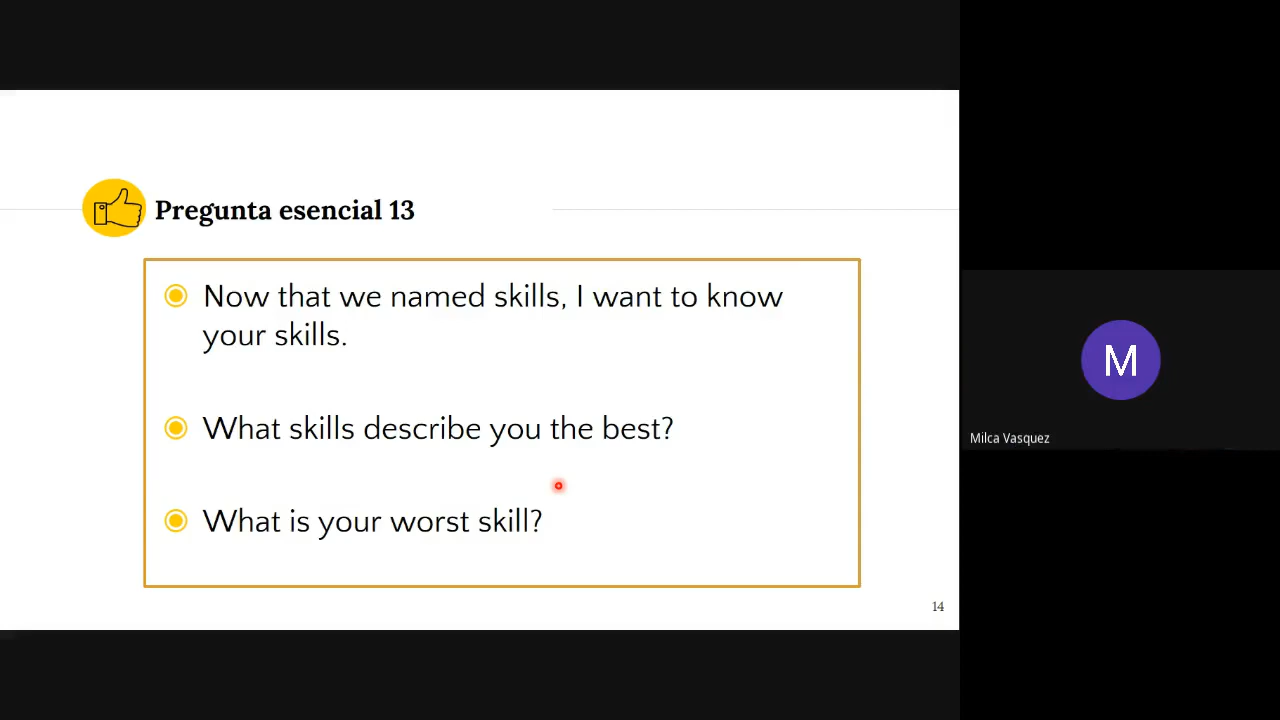 Pregunta esencial 13
Now that we named skills, I want to know
your skills.
What skills describe you the best?
What is your worst skill?
14
M
Milca Vasquez